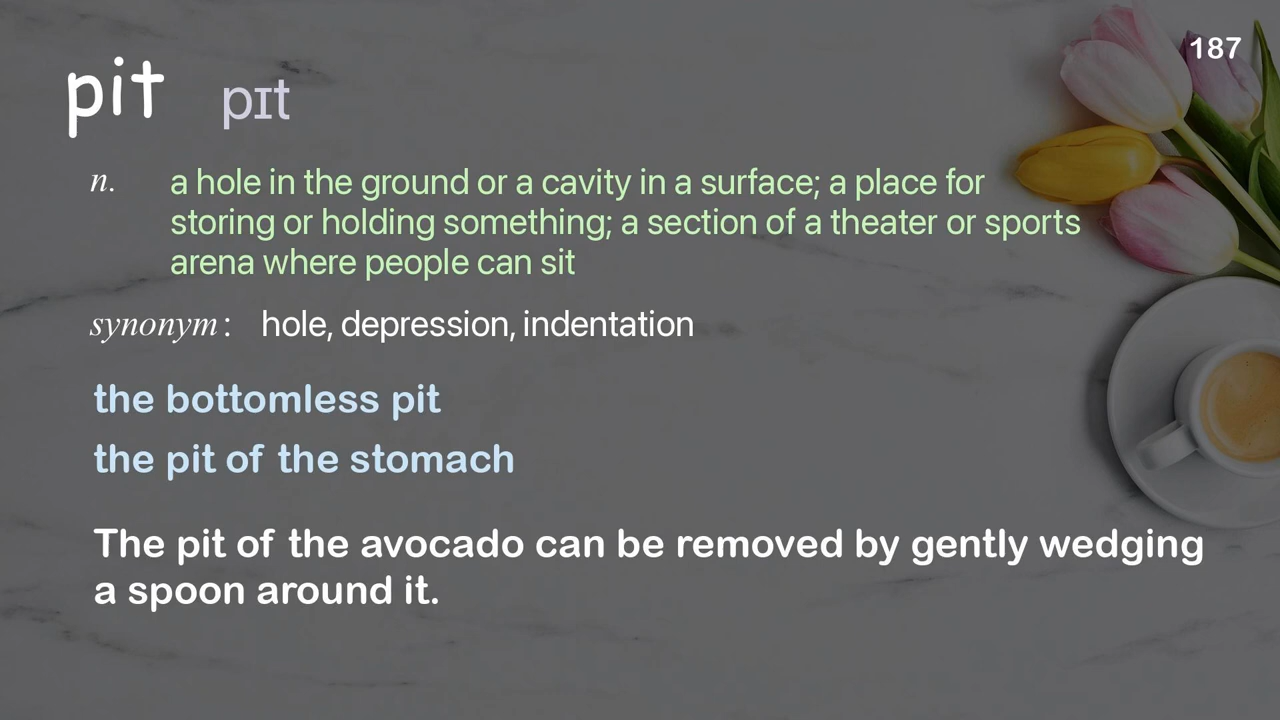 187
pit pɪt
n. a hole in the ground or a cavity in a surface; a place for
storing or holding something; a section of a theater or sports
arena where people can sit
synonym: hole, depression, indentation
the bottomless pit
the pit of the stomach
The pit of the avocado can be removed by gently wedging
a spoon around it.